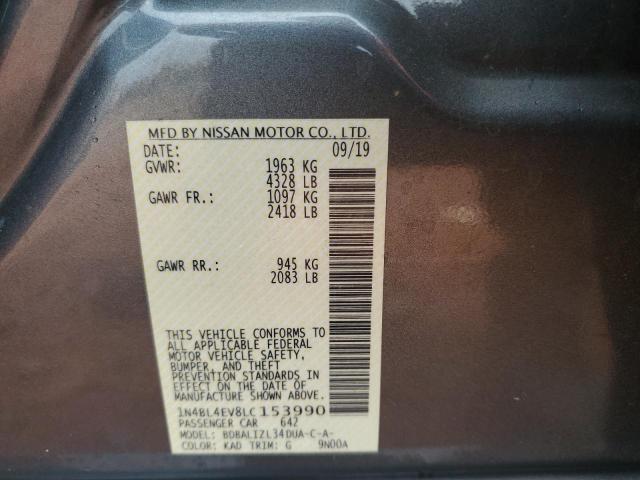 MFD BY NISSAN MOTOR CO., LTD.
DATE: 09/19
GVWR: 1963 KG
4328 LB
GAWR FR.: 1097 KG
2418 LB
GAWR RR.: 945 KG
2083 LB
THIS VEHICLE CONFORMS TO
ALL APPLICABLE FEDERAL
MOTOR VEHICLE SAFETY,
BUMPER, AND THEFT
PREVENTION STANDARDS IN
EFFECT ON THE DATE OF
MANUFACTURE SHOWN ABOVE.
1N4BL4EV8LC153990
PASSENGER CAR 642
MODEL: BDBALIZL34DUA-C-A-
COLOR: KAD TRIM: G 9N00A